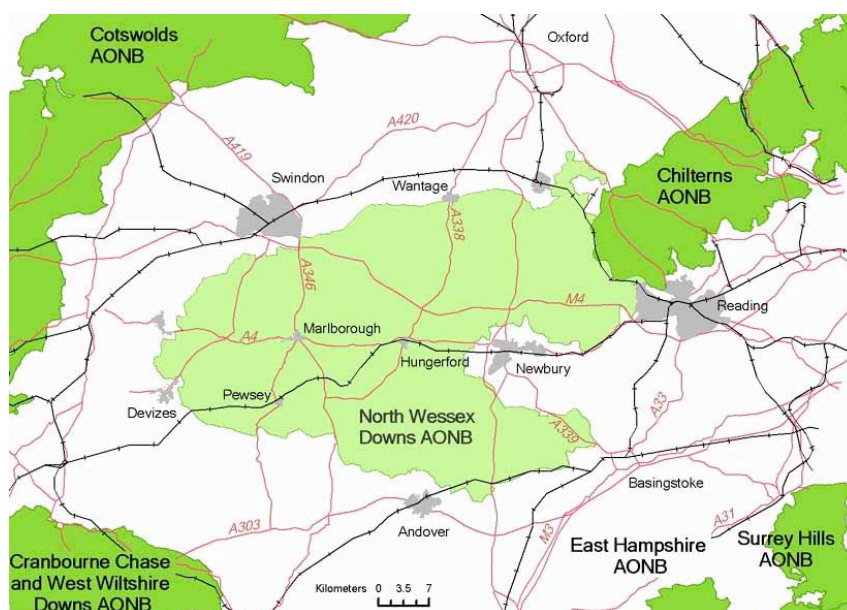 Cotswolds
AONB
Oxford
A420
A419
Swindon
Wantage
Chilterns
AONB
A338
A346
M4
Reading
Marlborough
A4
Hungerford
Newbury
Pewsey
Devizes
North Wessex
Downs AONB
A33
A339
Basingstoke
A303
Andover
M3
A31
East Hampshire
AONB
Surrey Hills
AONB
Cranbourne Chase
and West Wiltshire
Downs AONB
Kilometers 0 3.5 7